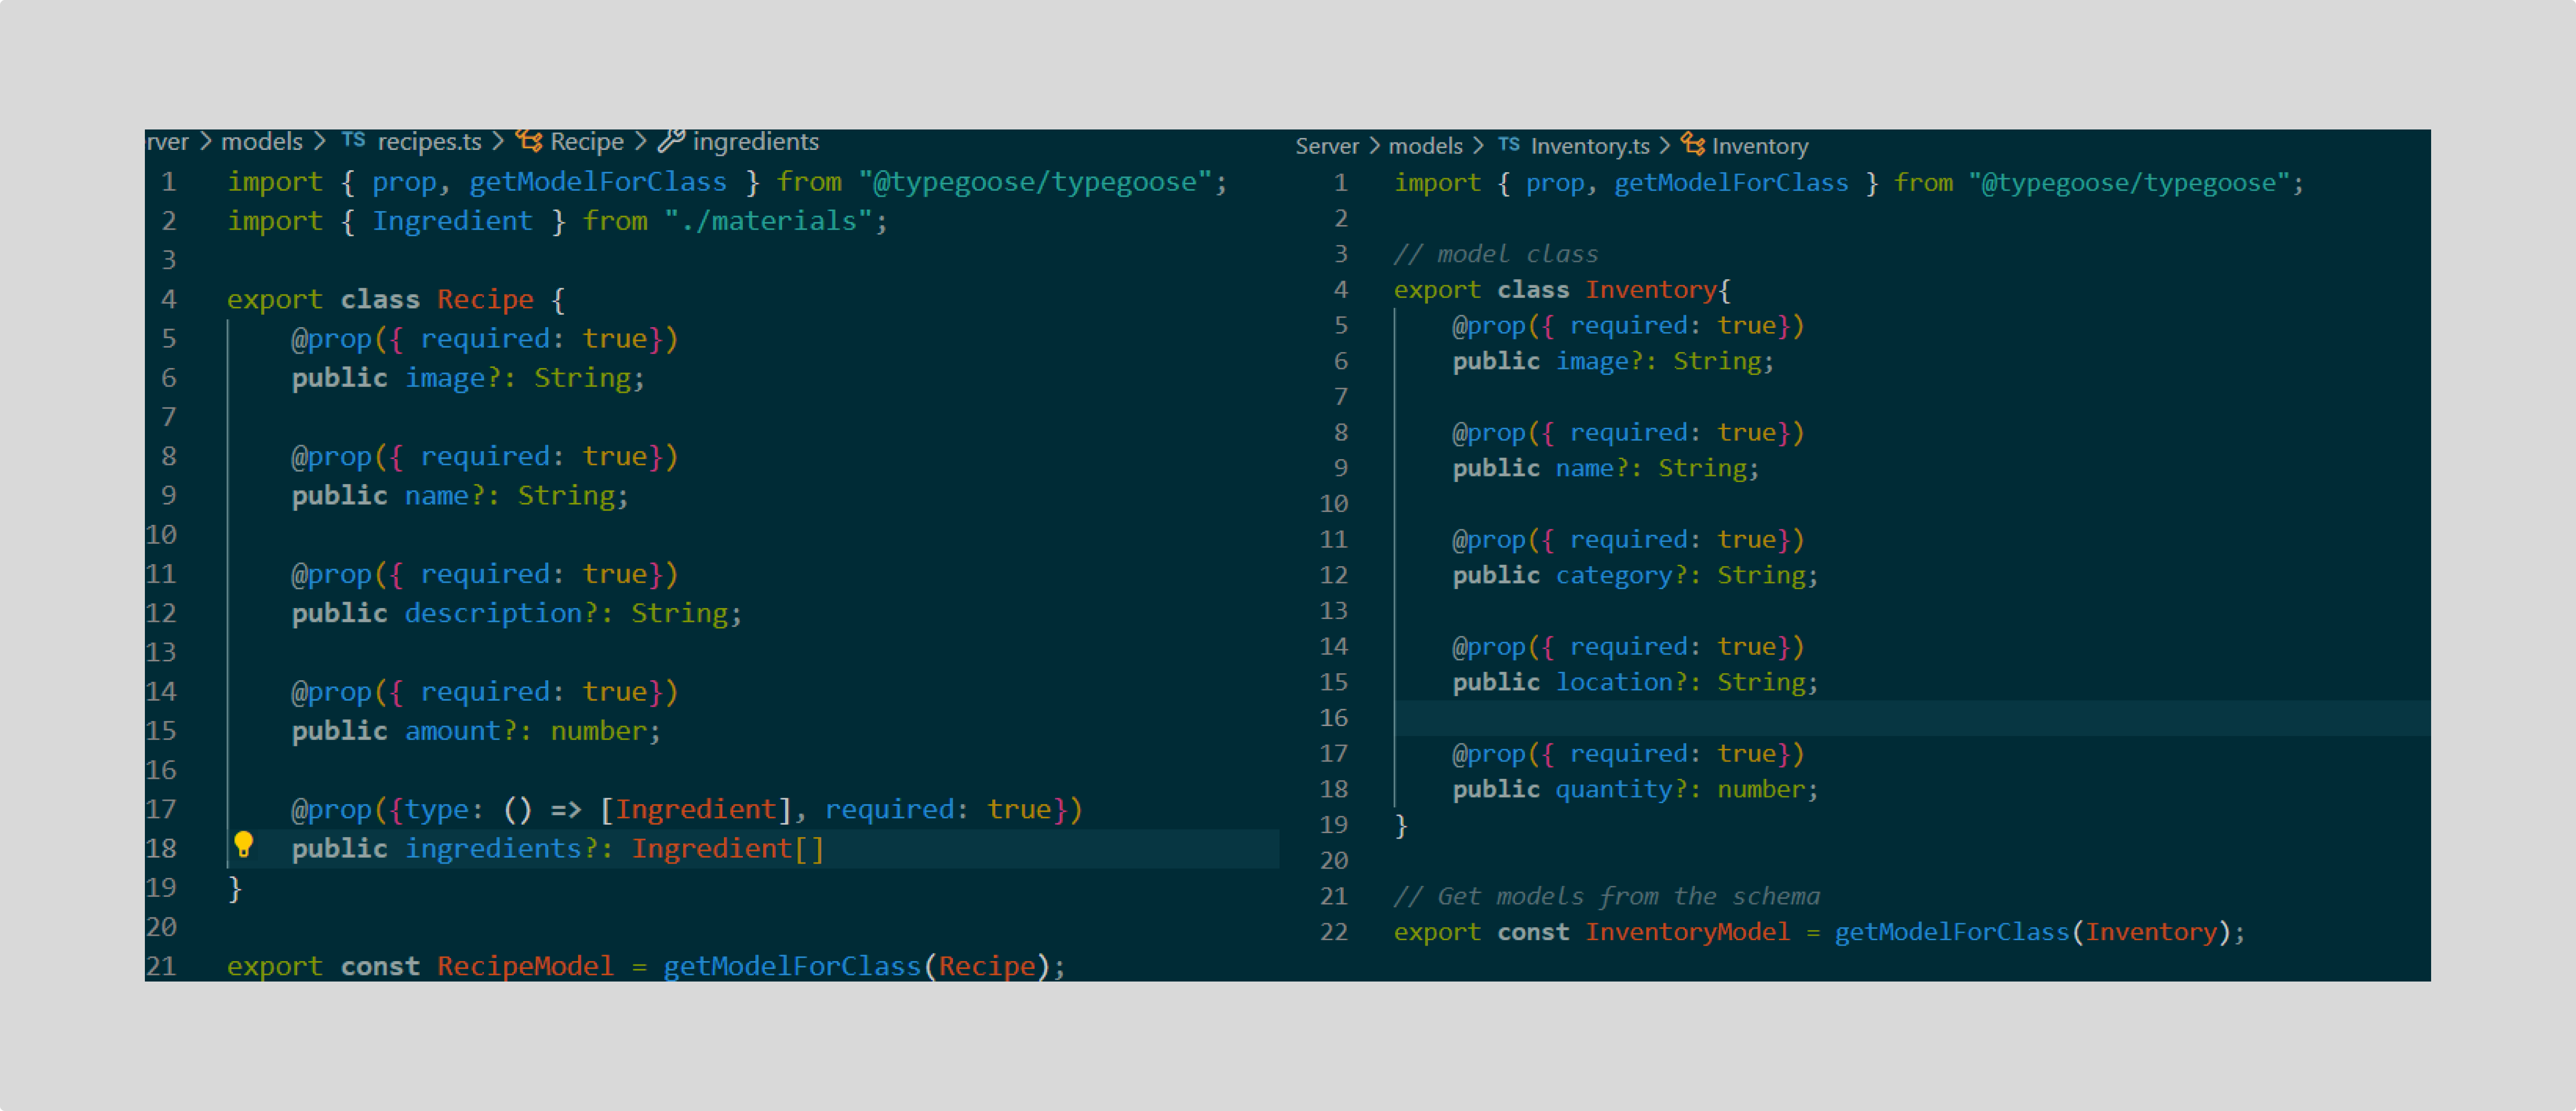 rver > models > TS recipes.ts > Recipe > ingredients
1 import { prop, getModelForClass } from "@typegoose/typegoose";
2 import { Ingredient } from "./materials";
3
4 export class Recipe {
5 @prop({ required: true})
6 public image?: String;
7
8 @prop({ required: true})
9 public name?: String;
10
11 @prop({ required: true})
12 public description?: String;
13
14 @prop({ required: true})
15 public amount?: number;
16
17 @prop({type: () => [Ingredient], required: true})
18 public ingredients?: Ingredient[]
19 }
20
21 export const RecipeModel = getModelForClass(Recipe);
Server > models > TS Inventory.ts > Inventory
1 import { prop, getModelForClass } from "@typegoose/typegoose";
2
3 // model class
4 export class Inventory{
5 @prop({ required: true})
6 public image?: String;
7
8 @prop({ required: true})
9 public name?: String;
10
11 @prop({ required: true})
12 public category?: String;
13
14 @prop({ required: true})
15 public location?: String;
16
17 @prop({ required: true})
18 public quantity?: number;
19 }
20
21 // Get models from the schema
22 export const InventoryModel = getModelForClass(Inventory);